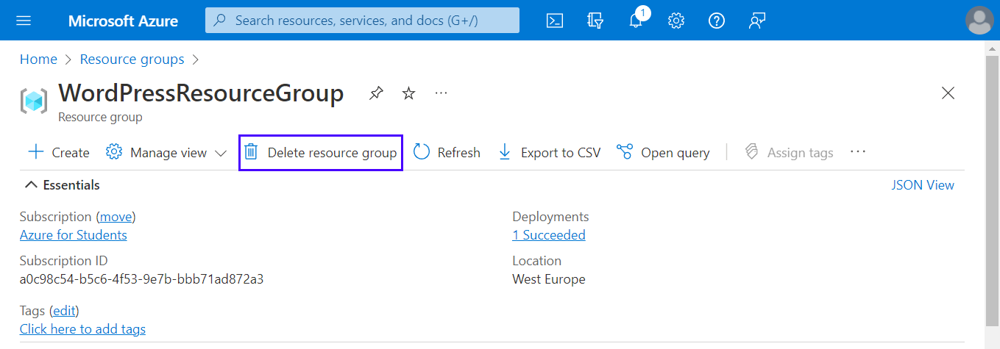 Microsoft Azure
Search resources, services, and docs (G+/)
1
Home > Resource groups >
WordPressResourceGroup
Resource group
Create Manage view Delete resource group Refresh Export to CSV Open query Assign tags ...
Essentials
JSON View
Subscription (move)
Azure for Students
Subscription ID
a0c98c54-b5c6-4f53-9e7b-bbb71ad872a3
Tags (edit)
Click here to add tags
Deployments
1 Succeeded
Location
West Europe